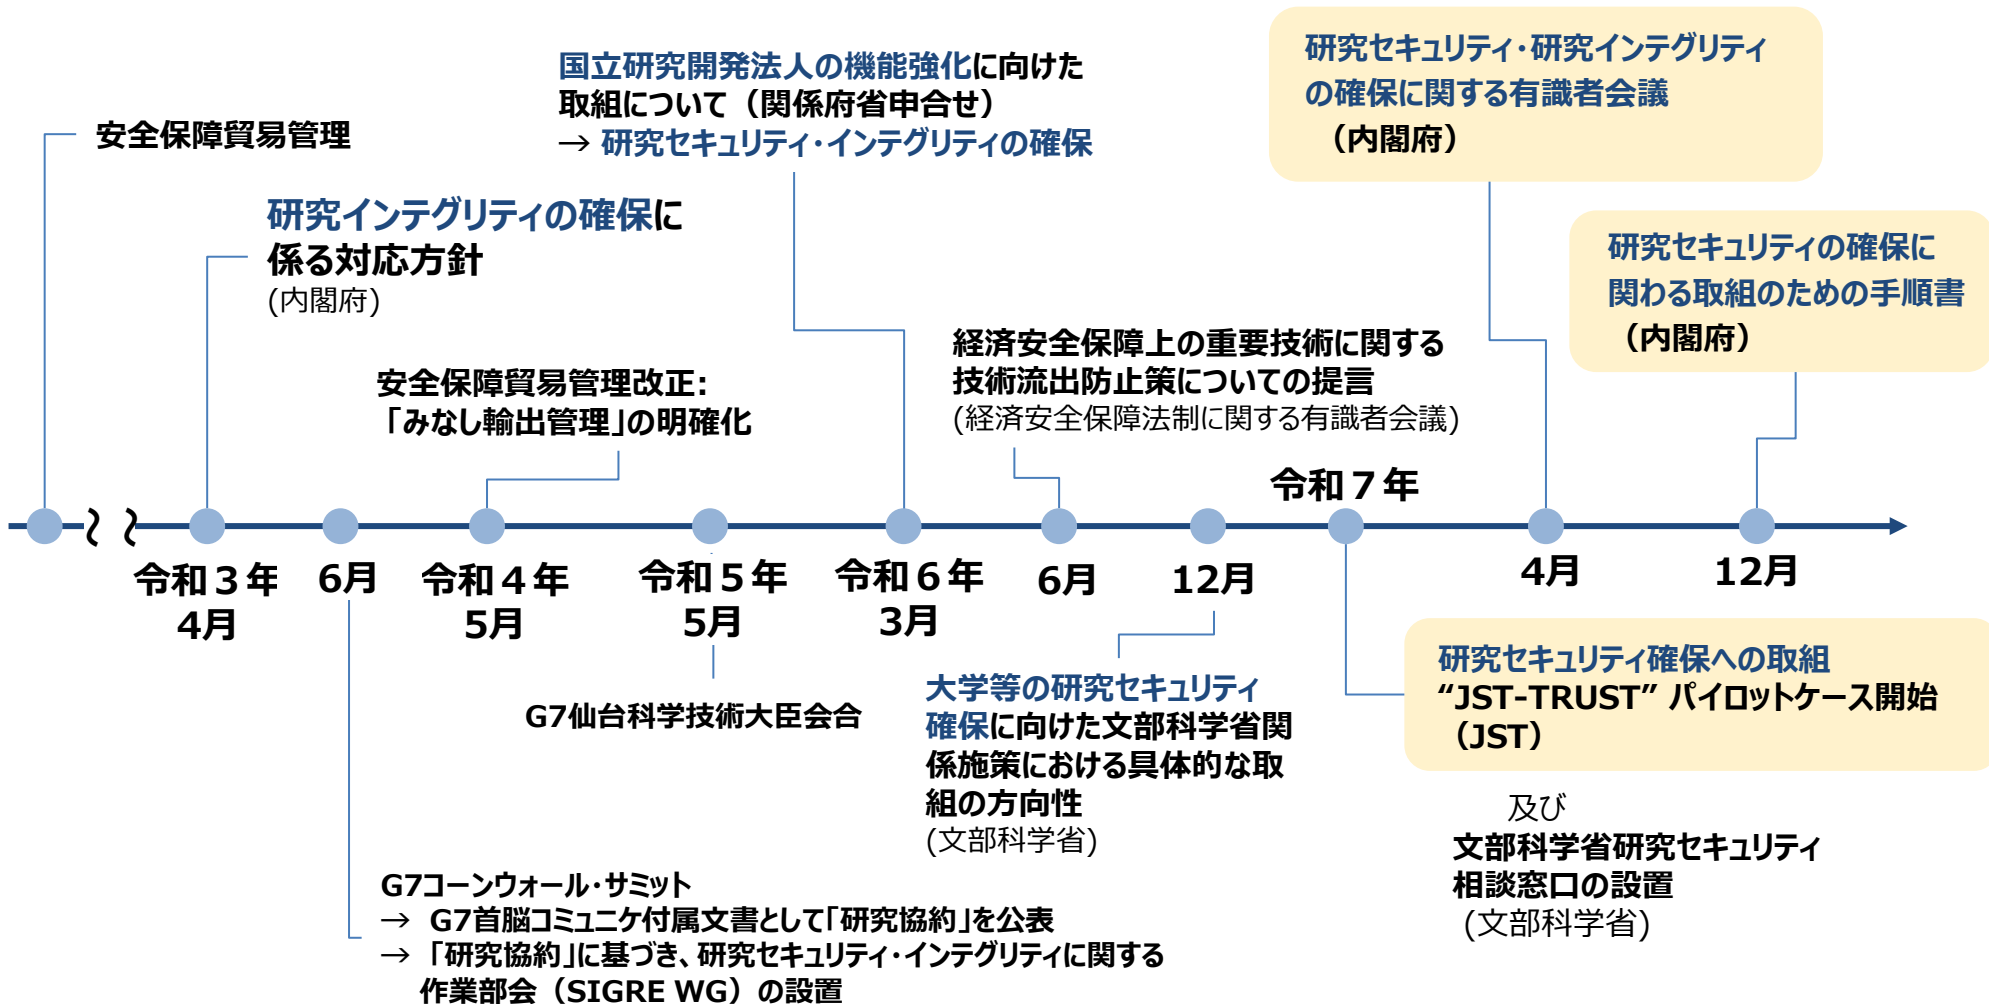 安全保障貿易管理
研究インテグリティの確保に
係る対応方針
(内閣府)
安全保障貿易管理改正:
「みなし輸出管理」の明確化
国立研究開発法人の機能強化に向けた
取組について（関係府省申合せ）
→ 研究セキュリティ・インテグリティの確保
経済安全保障上の重要技術に関する
技術流出防止策についての提言
(経済安全保障法制に関する有識者会議)
研究セキュリティ・研究インテグリティ
の確保に関する有識者会議
（内閣府）
研究セキュリティの確保に
関わる取組のための手順書
（内閣府）
令和７年
令和３年
4月
6月
令和４年
5月
令和５年
5月
令和６年
3月
6月
12月
4月
12月
G7仙台科学技術大臣会合
大学等の研究セキュリティ
確保に向けた文部科学省関
係施策における具体的な取
組の方向性
(文部科学省)
研究セキュリティ確保への取組
“JST-TRUST” パイロットケース開始
（JST）
及び
文部科学省研究セキュリティ
相談窓口の設置
(文部科学省)
G7コーンウォール・サミット
→ G7首脳コミュニケ付属文書として「研究協約」を公表
→ 「研究協約」に基づき、研究セキュリティ・インテグリティに関する
作業部会（SIGRE WG）の設置